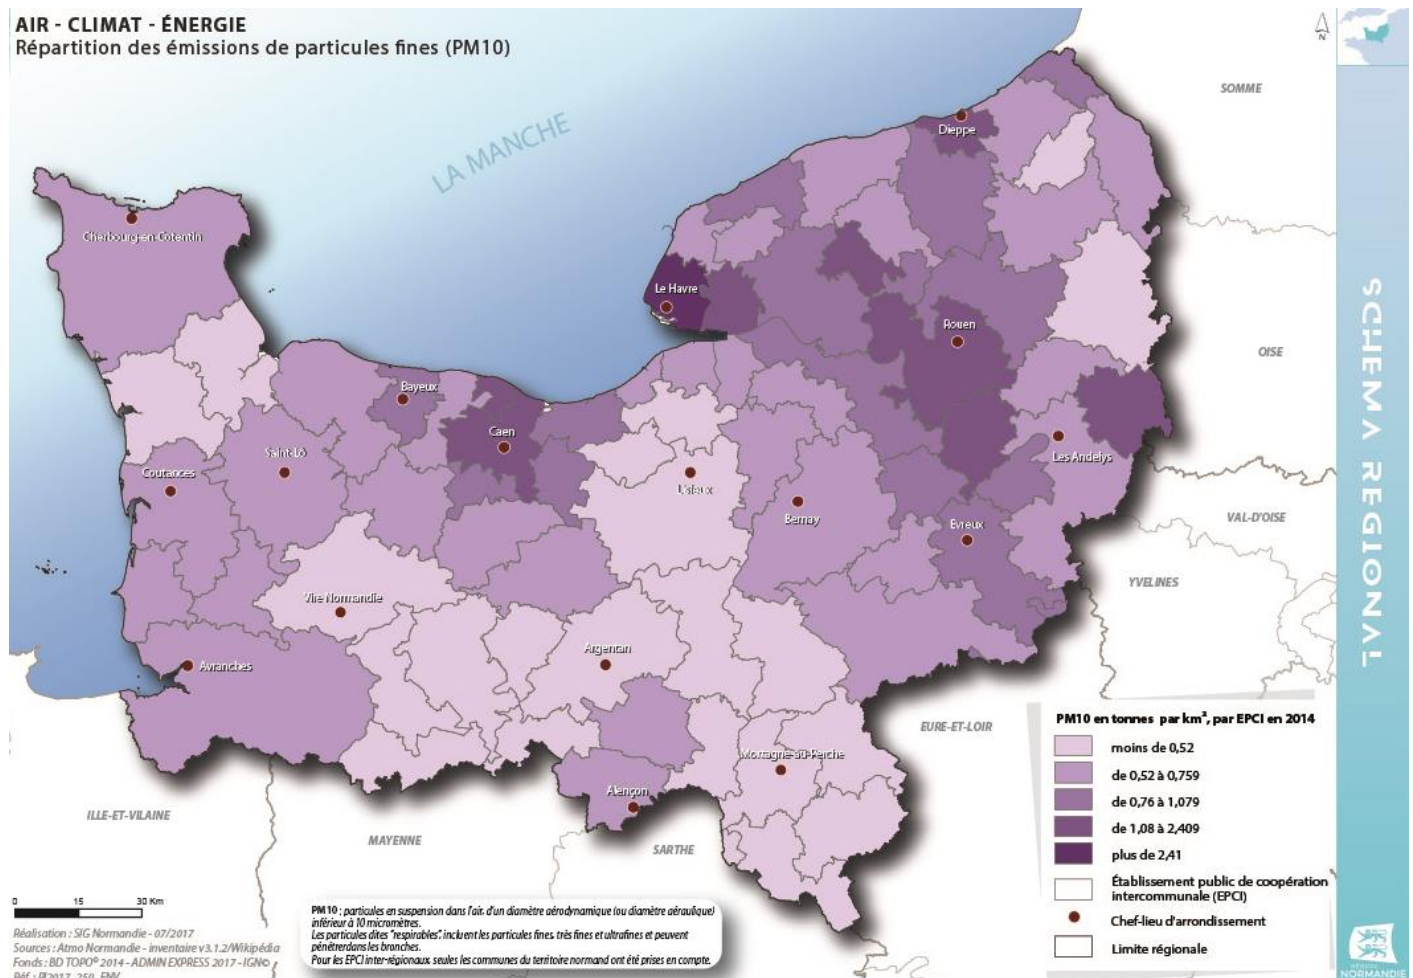 AIR - CLIMAT - ÉNERGIE
Répartition des émissions de particules fines (PM10)
N
SOMME
LA MANCHE
Dieppe
Cherbourg-en-Cotentin
Le Havre
Rouen
OISE
SCHEMA REGIONAL
Bayeux
Caen
Les Andelys
Saint-Lô
Coutances
Lisieux
Bernay
Evreux
VAL-D'OISE
YVELINES
Vire Normandie
Argentan
Avranches
EURE-ET-LOIR
Mortagne-au-Perche
Alençon
ILLE-ET-VILAINE
MAYENNE
SARTHE
PM10 en tonnes par km², par EPCI en 2014
moins de 0,52
de 0,52 à 0,759
de 0,76 à 1,079
de 1,08 à 2,409
plus de 2,41
Établissement public de coopération
intercommunale (EPCI)
Chef-lieu d'arrondissement
Limite régionale
0 15 30 Km
Réalisation : SIG Normandie - 07/2017
Sources : Atmo Normandie - inventaire v3.1.2/Wikipédia
Fonds : BD TOPO® 2014 - ADMIN EXPRESS 2017 - IGN©
Réf : PJ2017_250_ENV
PM10 : particules en suspension dans l'air, d'un diamètre aérodynamique (ou diamètre aéraulique)
inférieur à 10 micromètres.
Les particules dites "respirables", incluent les particules fines, très fines et ultrafines et peuvent
pénétrerdans les bronches.
Pour les EPCI inter-régionaux, seules les communes du territoire normand ont été prises en compte.
RÉGION
NORMANDIE